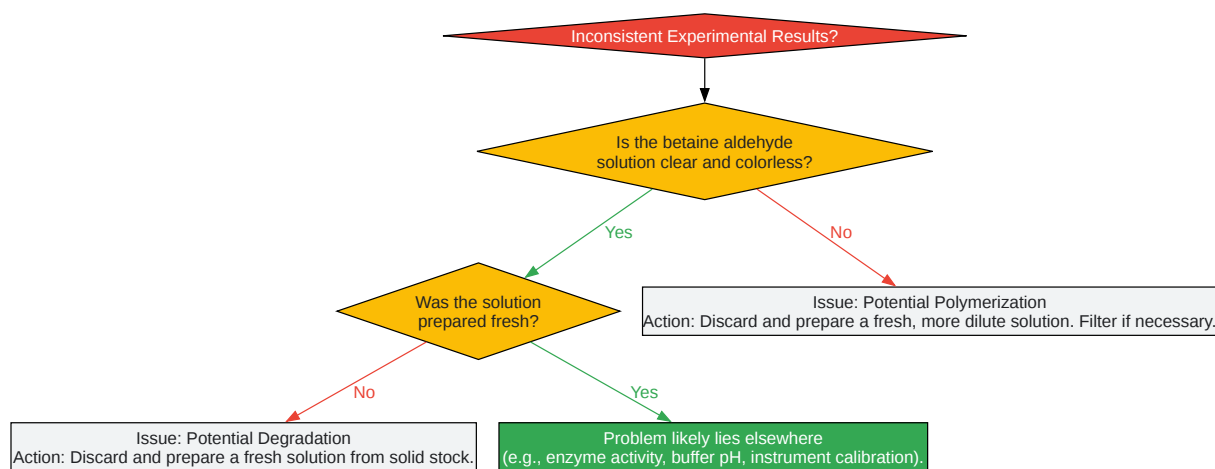 Inconsistent Experimental Results?
Is the betaine aldehyde
solution clear and colorless?
Yes
No
Was the solution
prepared fresh?
Issue: Potential Polymerization
Action: Discard and prepare a fresh, more dilute solution. Filter if necessary.
No
Yes
Issue: Potential Degradation
Action: Discard and prepare a fresh solution from solid stock.
Problem likely lies elsewhere
(e.g., enzyme activity, buffer pH, instrument calibration).